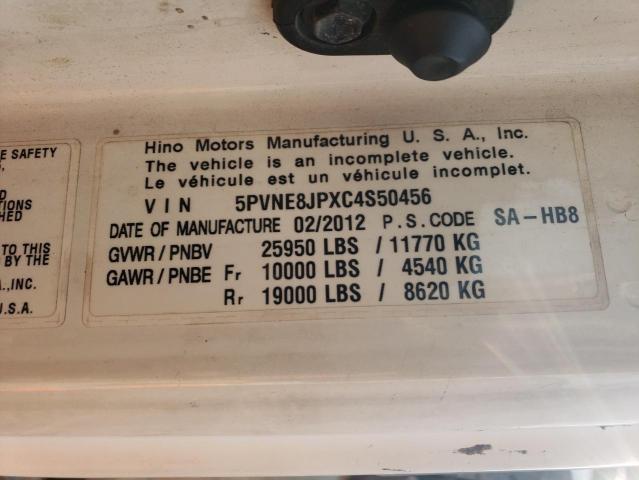 E SAFETY
D
TIONS
HED
TO THIS
BY THE
A., INC.
U.S.A.
Hino Motors Manufacturing U. S. A., Inc.
The vehicle is an incomplete vehicle.
Le véhicule est un véhicule incomplet.
VIN 5PVNE8JPXC4S50456
DATE OF MANUFACTURE 02/2012 P.S.CODE SA-HB8
GVWR / PNBV 25950 LBS / 11770 KG
GAWR / PNBE Fr 10000 LBS / 4540 KG
Rr 19000 LBS / 8620 KG